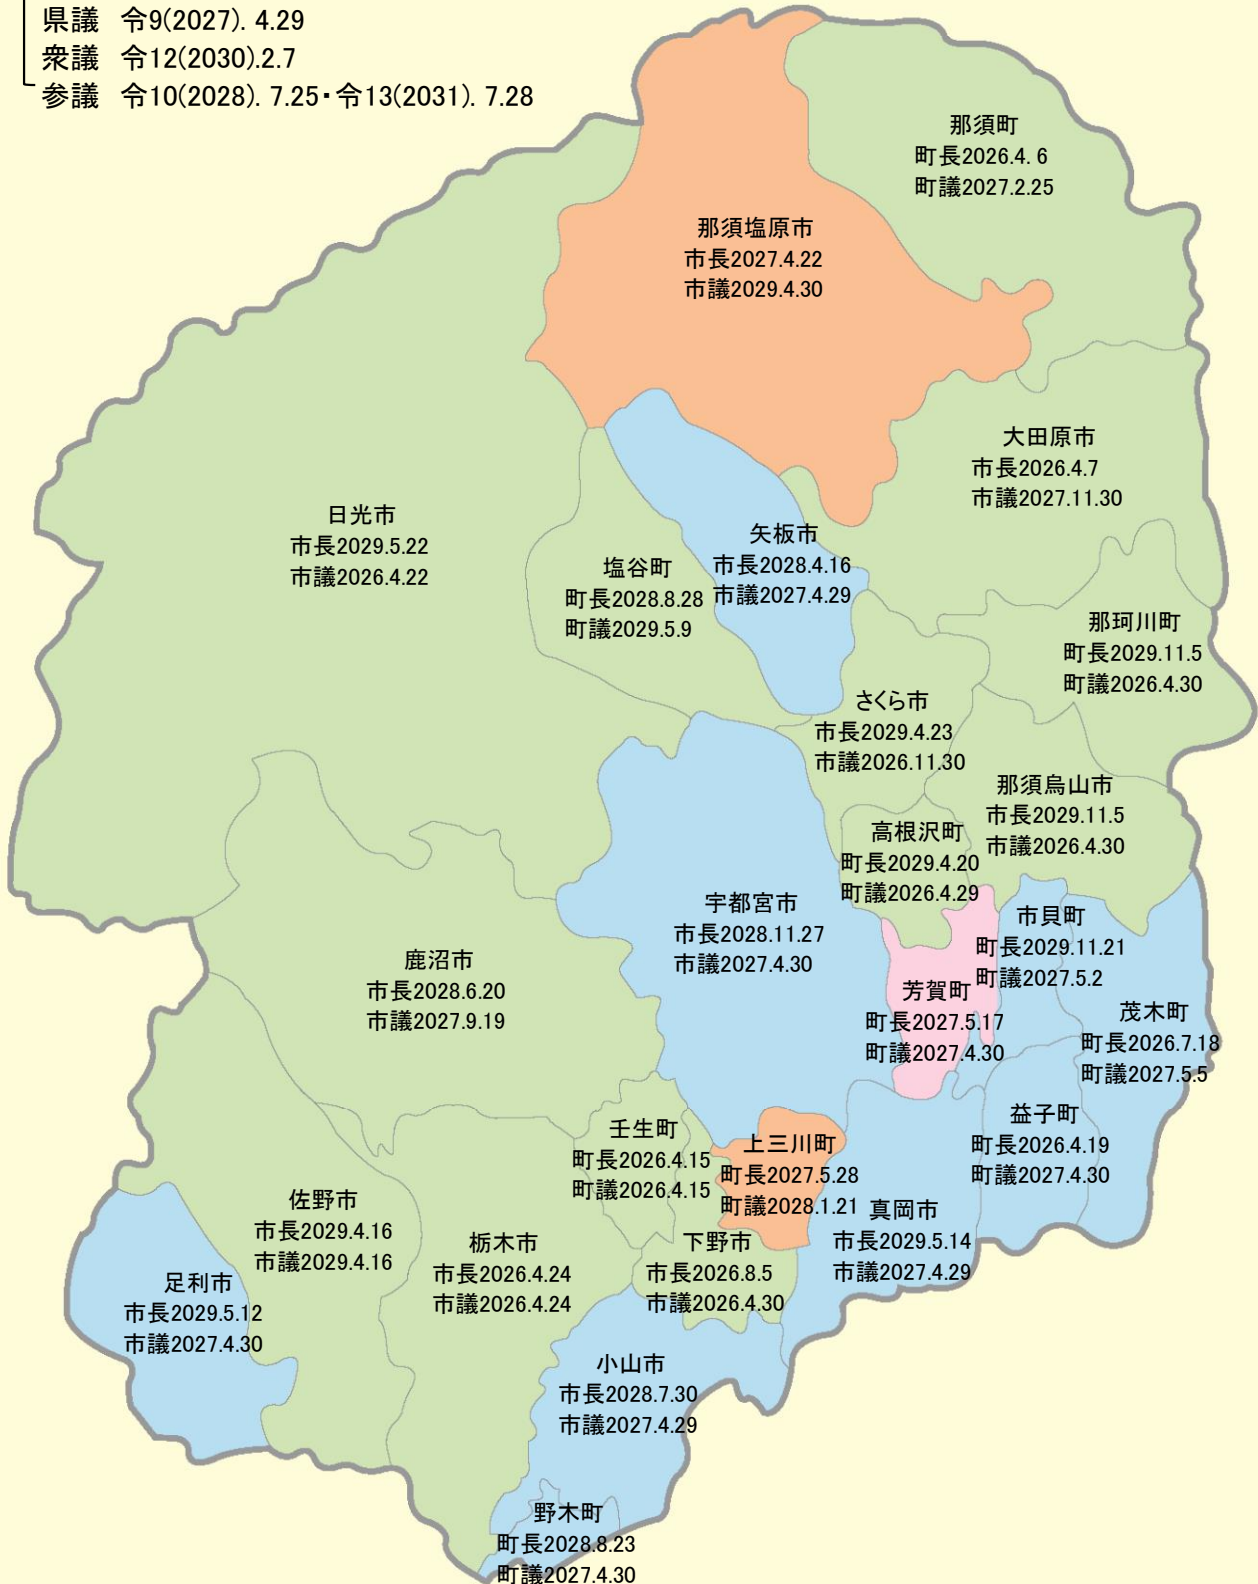 県議 令9(2027). 4.29
衆議 令12(2030).2.7
参議 令10(2028). 7.25・令13(2031). 7.28
那須町
町長2026.4. 6
町議2027.2.25
那須塩原市
市長2027.4.22
市議2029.4.30
大田原市
市長2026.4.7
市議2027.11.30
日光市
市長2029.5.22
市議2026.4.22
矢板市
市長2028.4.16
市議2027.4.29
塩谷町
町長2028.8.28
町議2029.5.9
那珂川町
町長2029.11.5
町議2026.4.30
さくら市
市長2029.4.23
市議2026.11.30
那須烏山市
市長2029.11.5
市議2026.4.30
高根沢町
町長2029.4.20
町議2026.4.29
宇都宮市
市長2028.11.27
市議2027.4.30
市貝町
町長2029.11.21
町議2027.5.2
鹿沼市
市長2028.6.20
市議2027.9.19
芳賀町
町長2027.5.17
町議2027.4.30
茂木町
町長2026.7.18
町議2027.5.5
益子町
町長2026.4.19
町議2027.4.30
壬生町
町長2026.4.15
町議2026.4.15
上三川町
町長2027.5.28
町議2028.1.21
真岡市
市長2029.5.14
市議2027.4.29
佐野市
市長2029.4.16
市議2029.4.16
栃木市
市長2026.4.24
市議2026.4.24
下野市
市長2026.8.5
市議2026.4.30
足利市
市長2029.5.12
市議2027.4.30
小山市
市長2028.7.30
市議2027.4.29
野木町
町長2028.8.23
町議2027.4.30